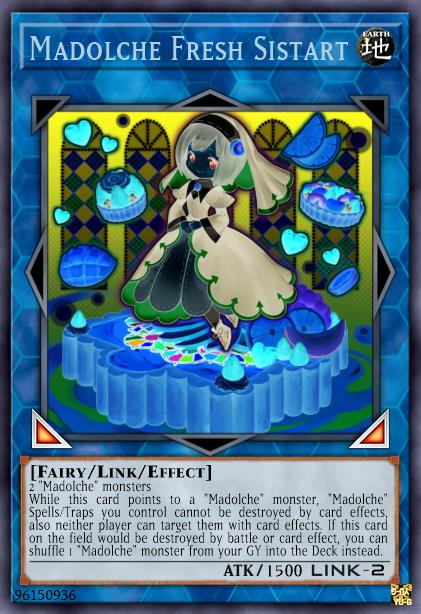 Madolche Fresh Sistart
EARTH
地
[Fairy/Link/Effect]
2 "Madolche" monsters
While this card points to a "Madolche" monster, "Madolche"
Spells/Traps you control cannot be destroyed by card effects,
also neither player can target them with card effects. If this card
on the field would be destroyed by battle or card effect, you can
shuffle 1 "Madolche" monster from your GY into the Deck instead.
ATK/1500 LINK-2
96150936